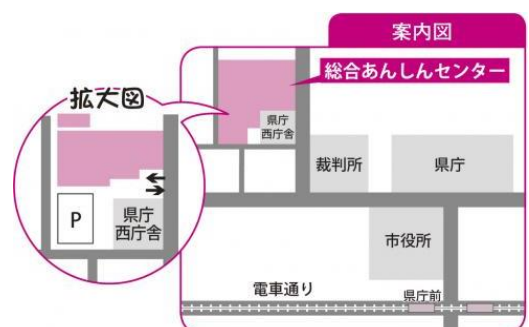 案内図
総合あんしんセンター
拡大図
県庁
西庁舎
裁判所
県庁
P
県庁
西庁舎
市役所
電車通り
県庁前